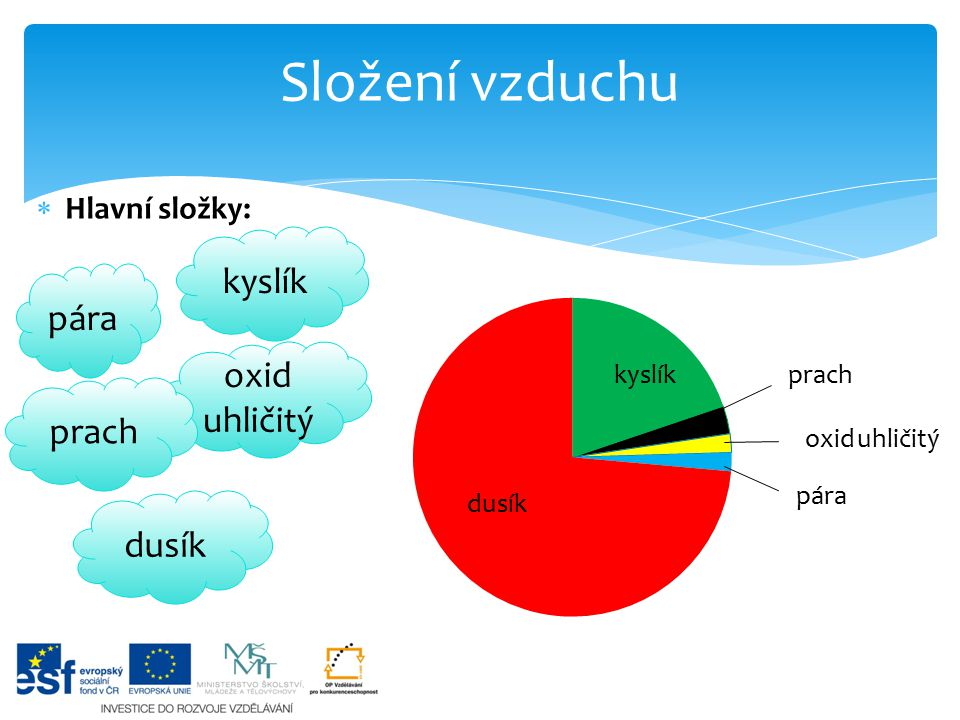 Složení vzduchu
Hlavní složky:
kyslík
pára
oxid
uhličitý
prach
dusík
kyslík
prach
oxid uhličitý
pára
dusík
esf
evropský
sociální
fond v ČR
EVROPSKÁ UNIE
MINISTERSTVO ŠKOLSTVÍ,
MLÁDEŽE A TĚLOVÝCHOVY
OP Vzdělávání
pro konkurenceschopnost
INVESTICE DO ROZVOJE VZDĚLÁVÁNÍ